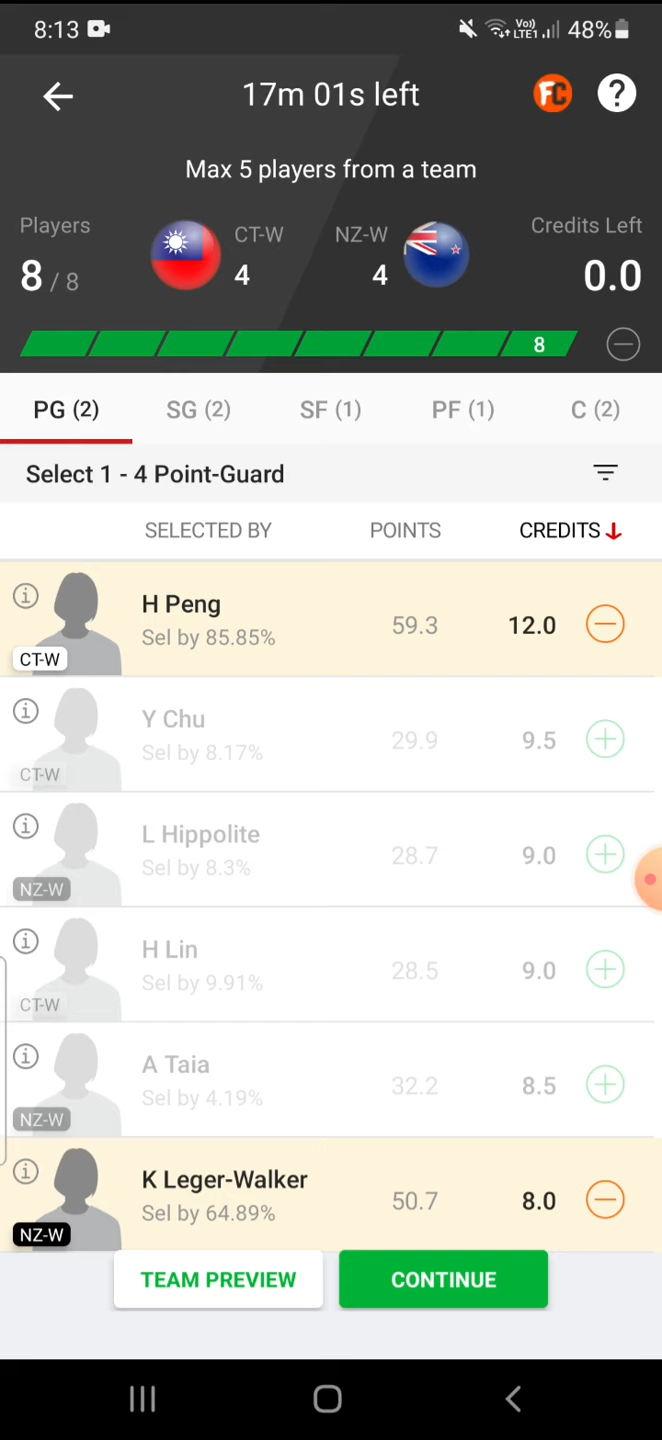 8:13 Vo) LTE1 48%
17m 01s left FC ?
Max 5 players from a team
Players CT-W NZ-W Credits Left
8 / 8 4 4 0.0
8
PG (2) SG (2) SF (1) PF (1) C (2)
Select 1 - 4 Point-Guard
SELECTED BY POINTS CREDITS
H Peng
Sel by 85.85% 59.3 12.0
CT-W
Y Chu
Sel by 8.17% 29.9 9.5
CT-W
L Hippolite
Sel by 8.3% 28.7 9.0
NZ-W
H Lin
Sel by 9.91% 28.5 9.0
CT-W
A Taia
Sel by 4.19% 32.2 8.5
NZ-W
K Leger-Walker
Sel by 64.89% 50.7 8.0
NZ-W
TEAM PREVIEW CONTINUE